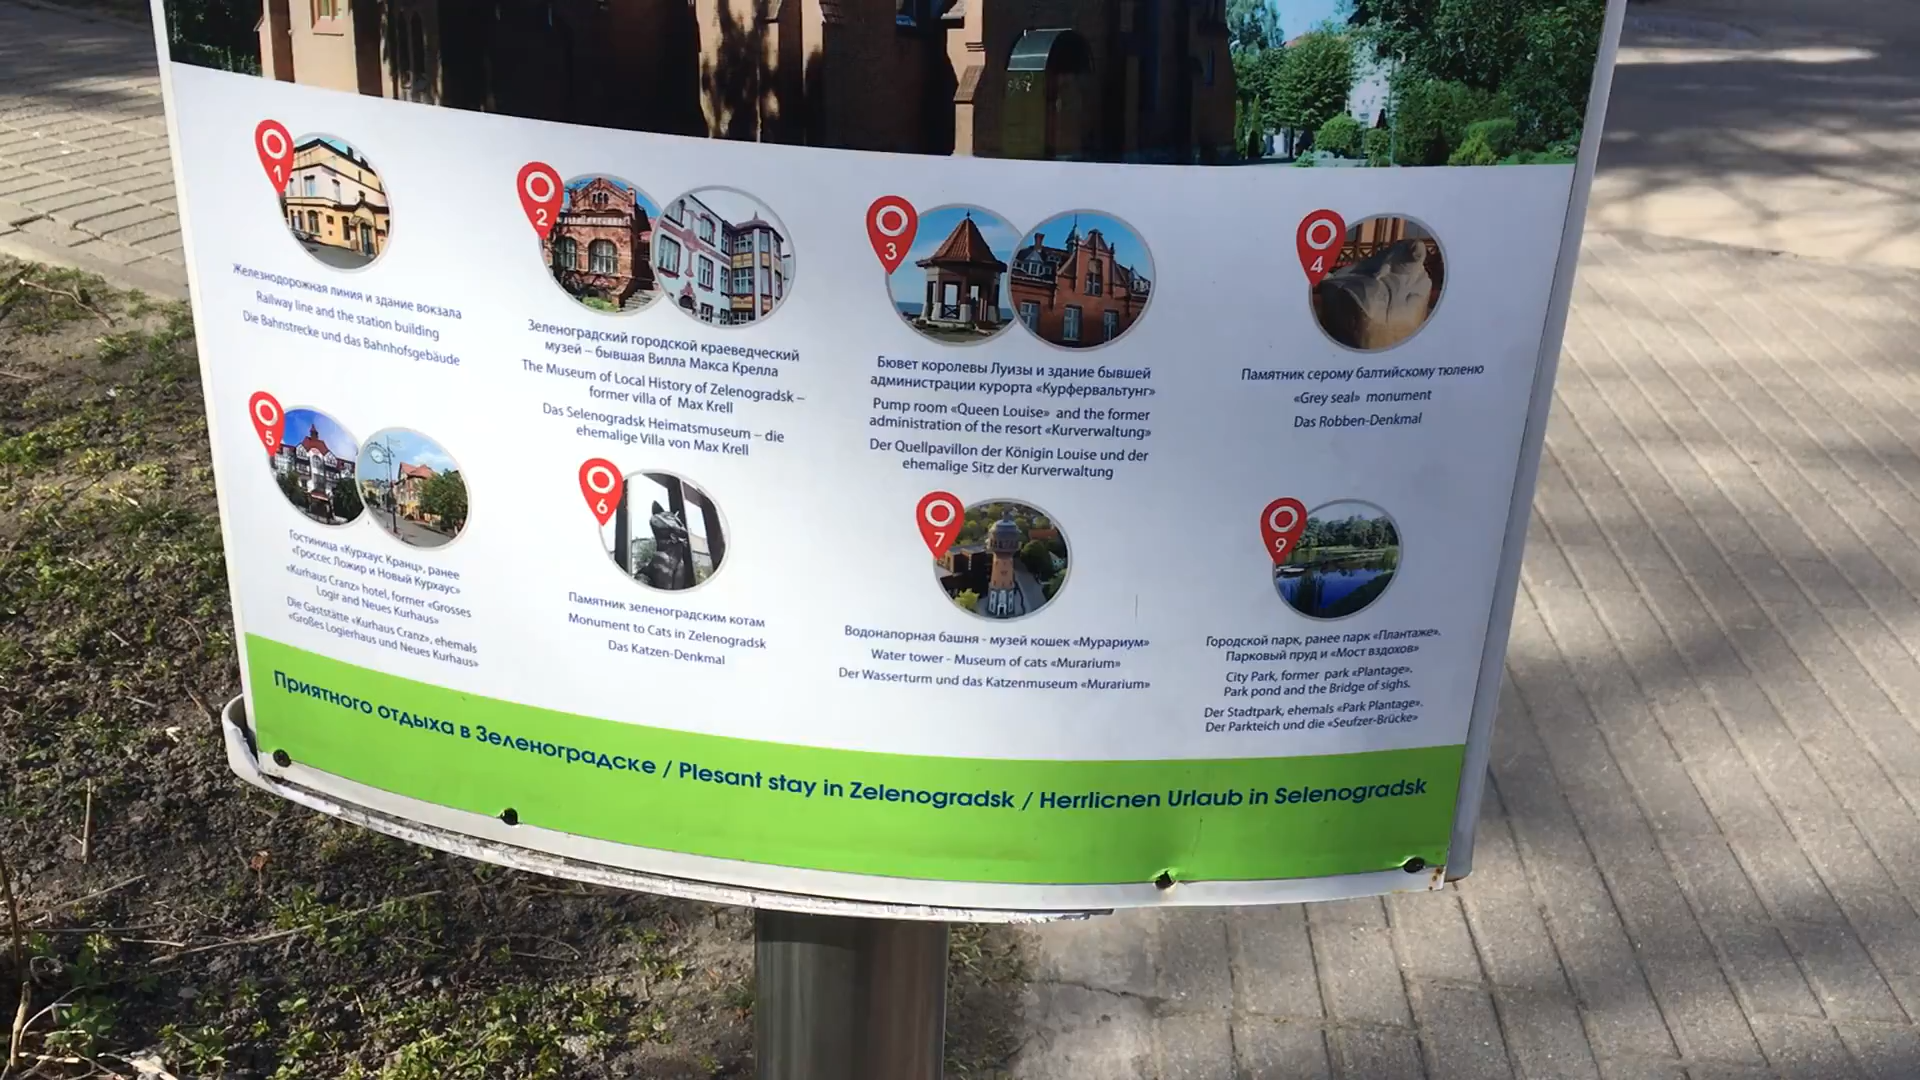 1
Железнодорожная линия и здание вокзала
Railway line and the station building
Die Bahnstrecke und das Bahnhofsgebäude
2
Зеленоградский городской краеведческий
музей – бывшая Вилла Макса Крелла
The Museum of Local History of Zelenogradsk –
former villa of Max Krell
Das Selenogradsk Heimatsmuseum – die
ehemalige Villa von Max Krell
3
Бювет королевы Луизы и здание бывшей
администрации курорта «Курфервальтунг»
Pump room «Queen Louise» and the former
administration of the resort «Kurverwaltung»
Der Quellpavillon der Königin Louise und der
ehemalige Sitz der Kurverwaltung
4
Памятник серому балтийскому тюленю
«Grey seal» monument
Das Robben-Denkmal
5
Гостиница «Курхаус Кранц», ранее
«Гроссес Ложир и Новый Курхаус»
«Kurhaus Cranz» hotel, former «Grosses
Logir and Neues Kurhaus»
Die Gaststätte «Kurhaus Cranz», ehemals
«Großes Logierhaus und Neues Kurhaus»
6
Памятник зеленоградским котам
Monument to Cats in Zelenogradsk
Das Katzen-Denkmal
7
Водонапорная башня - музей кошек «Мурариум»
Water tower - Museum of cats «Murarium»
Der Wasserturm und das Katzenmuseum «Murarium»
9
Городской парк, ранее парк «Плантаже».
Парковый пруд и «Мост вздохов»
City Park, former park «Plantage».
Park pond and the Bridge of sighs.
Der Stadtpark, ehemals «Park Plantage».
Der Parkteich und die «Seufzer-Brücke»
Приятного отдыха в Зеленоградске / Plesant stay in Zelenogradsk / Herrlicnen Urlaub in Selenogradsk